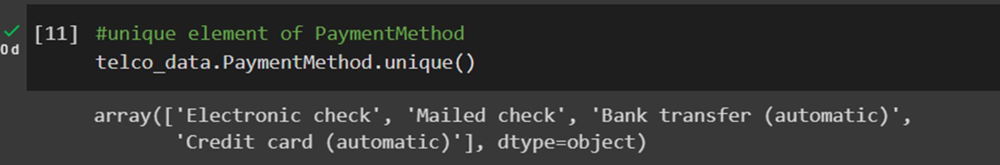 [11] #unique element of PaymentMethod
0 d
telco_data.PaymentMethod.unique()
array(['Electronic check', 'Mailed check', 'Bank transfer (automatic)',
'Credit card (automatic)'], dtype=object)